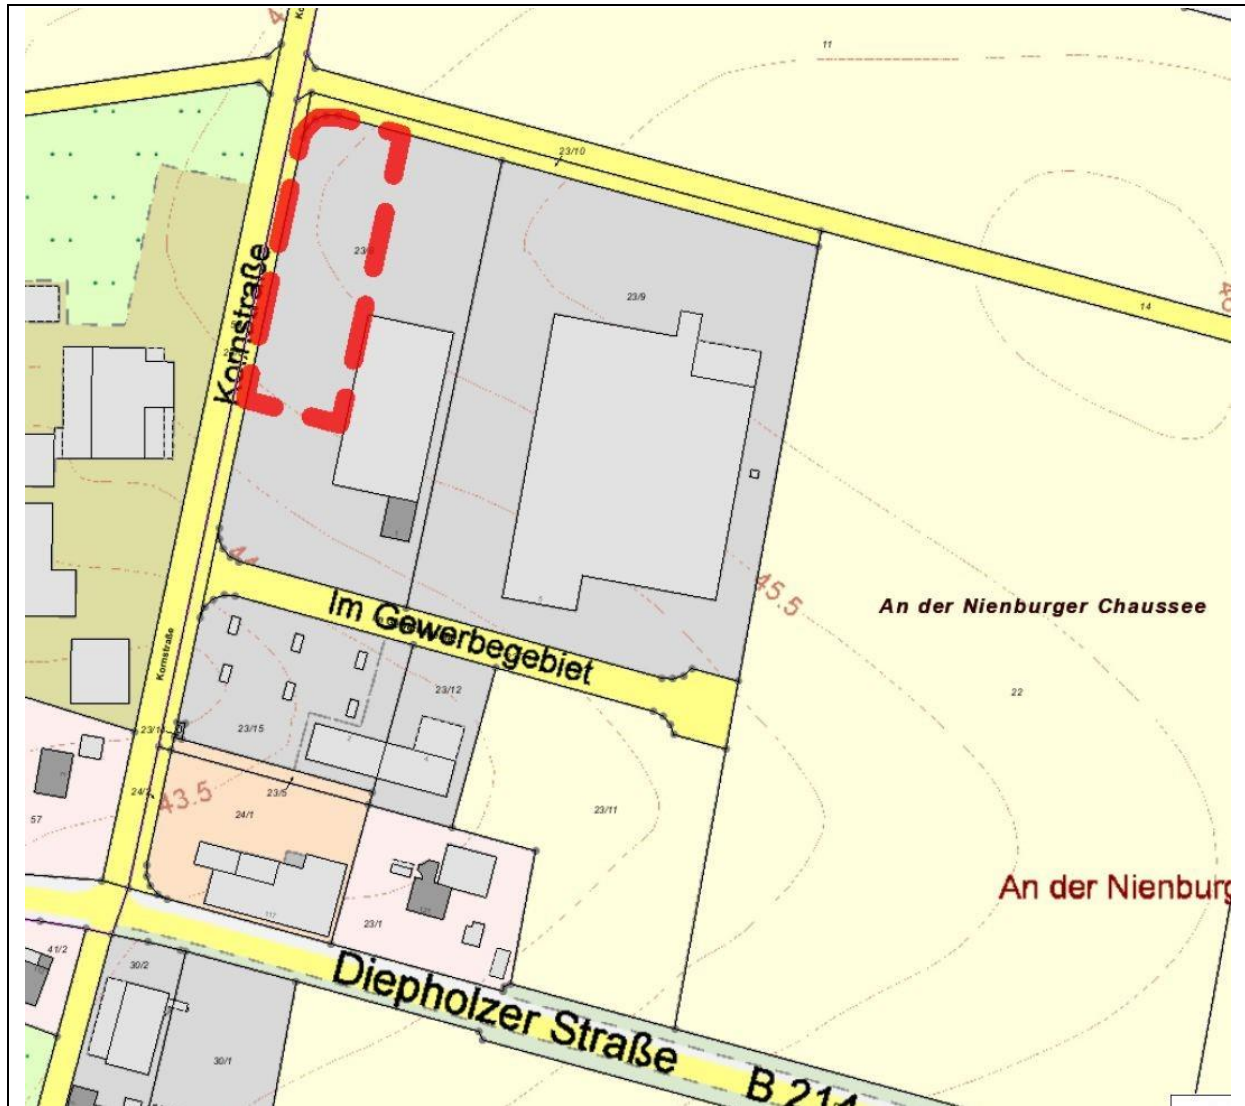 11
23/10
23/9
14
Kornstraße
45.5
An der Nienburger Chaussee
22
Im Gewerbegebiet
23/12
Kornstraße
23/15
23/5
43.5
24/1
23/11
57
23/1
An der Nienburg
41/2
30/2
Diepholzer Straße
B 214
30/1